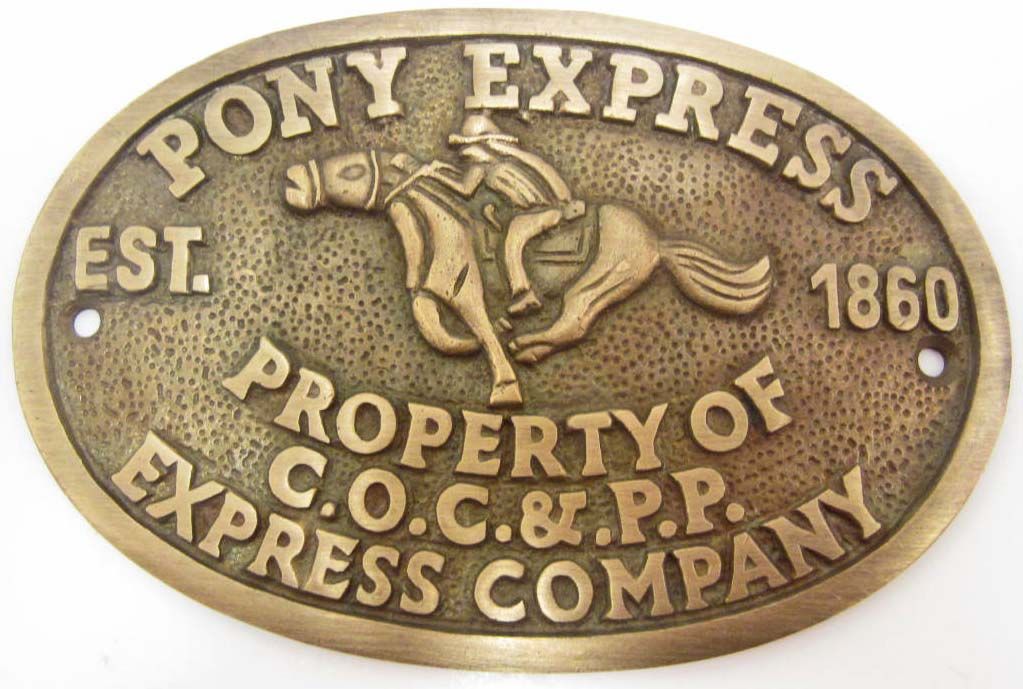 PONY EXPRESS
EST. 1860
PROPERTY OF
C.O.C.&.P.P.
EXPRESS COMPANY